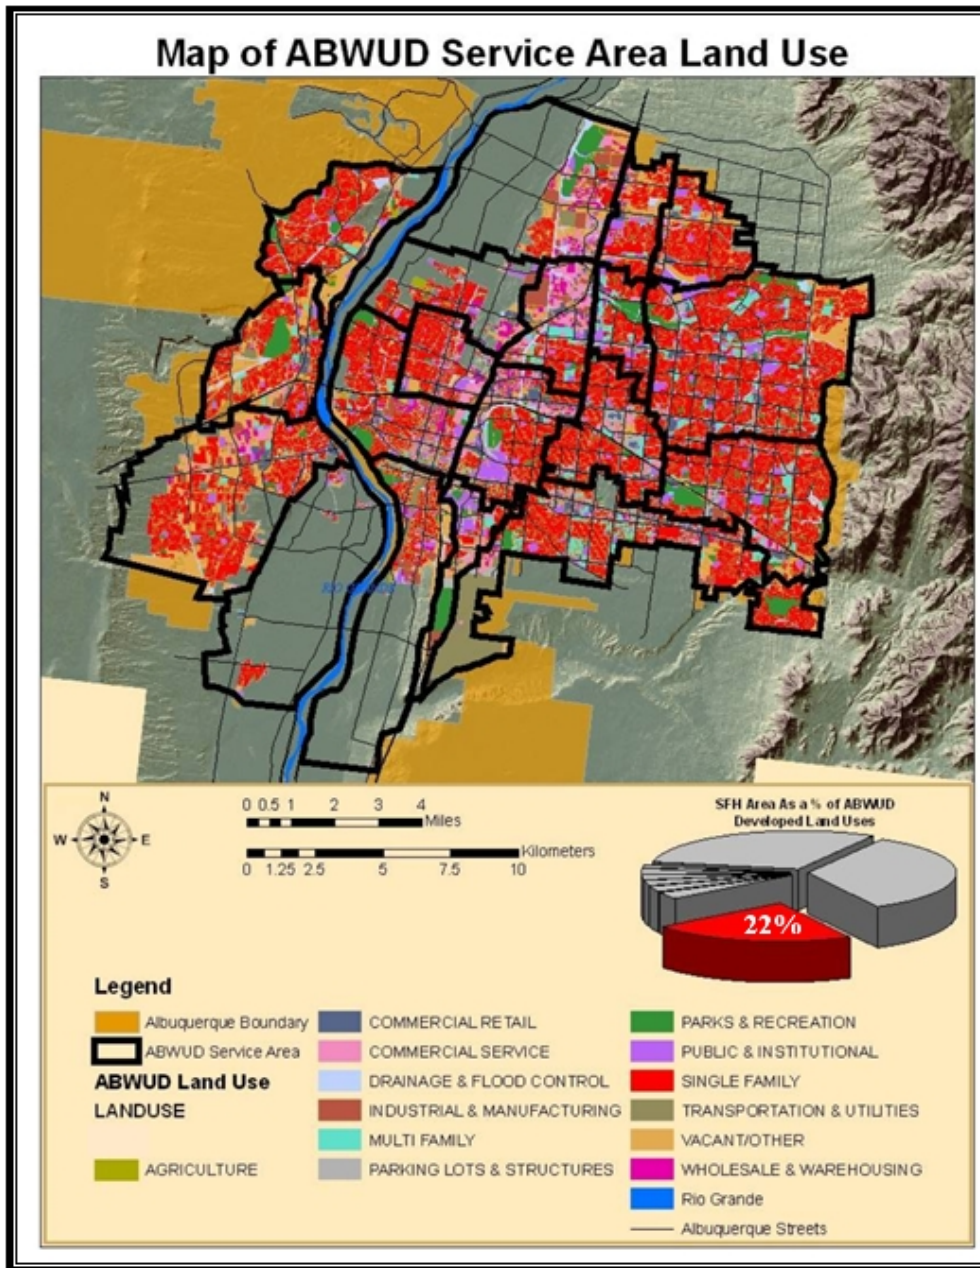 Map of ABWUD Service Area Land Use
N
W E
S
0 0.5 1 2 3 4
Miles
Kilometers
0 1.25 2.5 5 7.5 10
SFH Area As a % of ABWUD
Developed Land Uses
22%
Legend
Albuquerque Boundary
ABWUD Service Area
ABWUD Land Use
LANDUSE
AGRICULTURE
COMMERCIAL RETAIL
COMMERCIAL SERVICE
DRAINAGE & FLOOD CONTROL
INDUSTRIAL & MANUFACTURING
MULTI FAMILY
PARKING LOTS & STRUCTURES
PARKS & RECREATION
PUBLIC & INSTITUTIONAL
SINGLE FAMILY
TRANSPORTATION & UTILITIES
VACANT/OTHER
WHOLESALE & WAREHOUSING
Rio Grande
Albuquerque Streets